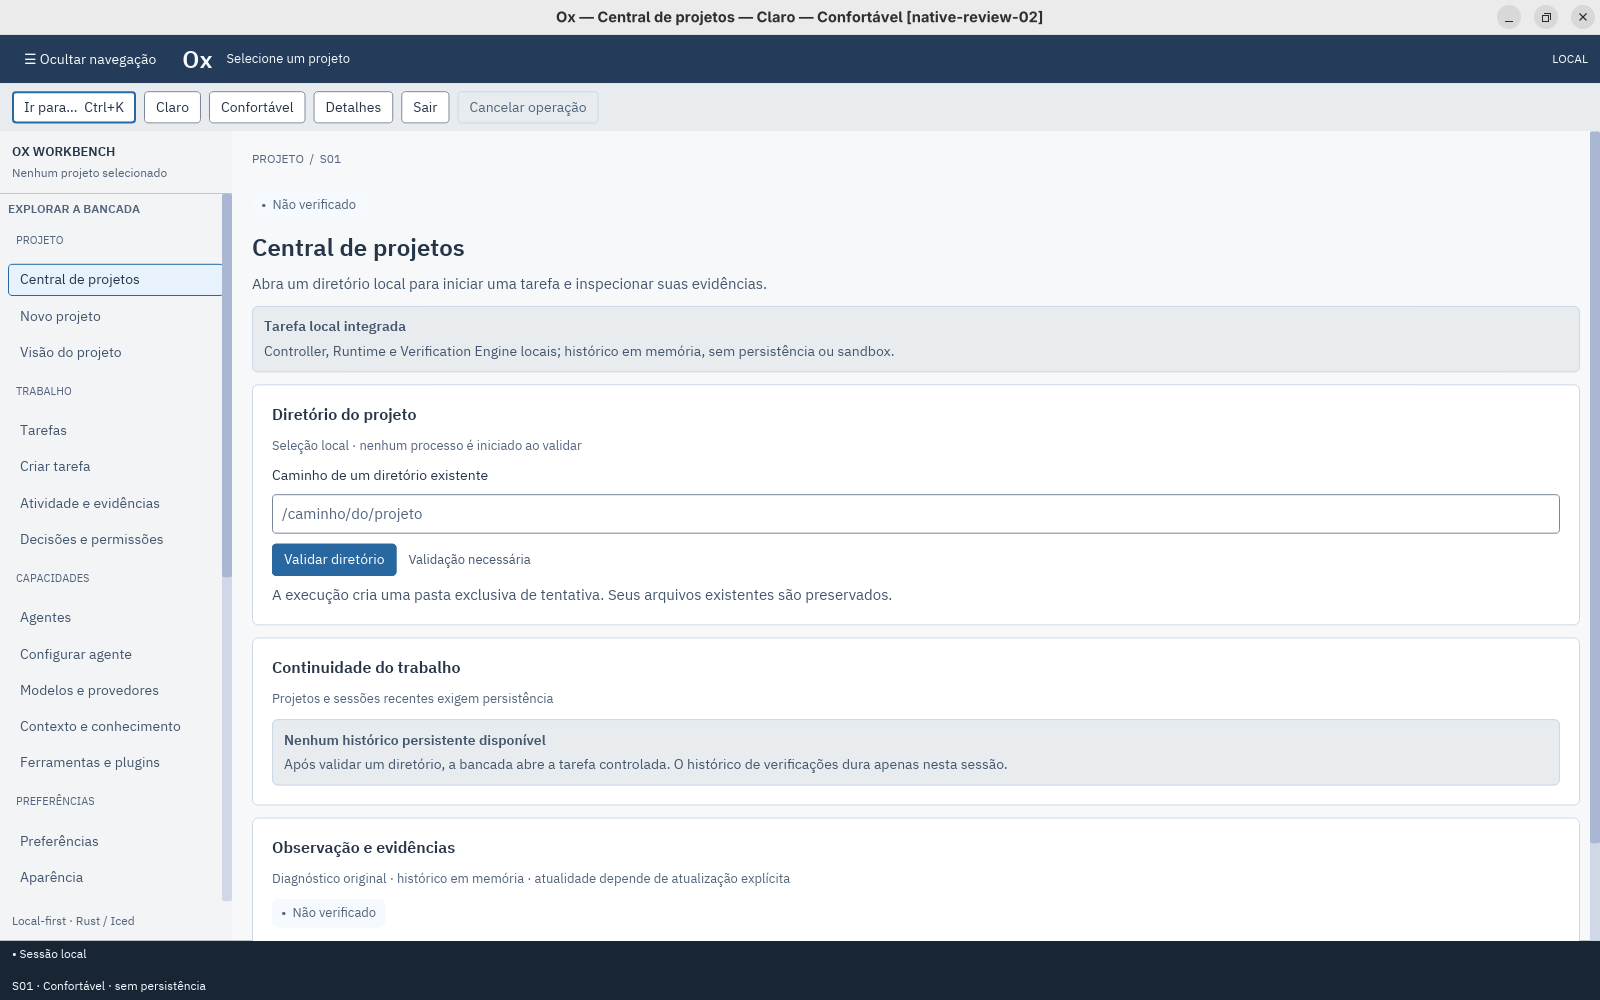 Ox — Central de projetos — Claro — Confortável [native-review-02]
☰ Ocultar navegação
Ox
Selecione um projeto
LOCAL
Ir para... Ctrl+K
Claro
Confortável
Detalhes
Sair
Cancelar operação
OX WORKBENCH
Nenhum projeto selecionado
EXPLORAR A BANCADA
PROJETO
Central de projetos
Novo projeto
Visão do projeto
TRABALHO
Tarefas
Criar tarefa
Atividade e evidências
Decisões e permissões
CAPACIDADES
Agentes
Configurar agente
Modelos e provedores
Contexto e conhecimento
Ferramentas e plugins
PREFERÊNCIAS
Preferências
Aparência
Local-first · Rust / Iced
PROJETO / S01
• Não verificado
Central de projetos
Abra um diretório local para iniciar uma tarefa e inspecionar suas evidências.
Tarefa local integrada
Controller, Runtime e Verification Engine locais; histórico em memória, sem persistência ou sandbox.
Diretório do projeto
Seleção local · nenhum processo é iniciado ao validar
Caminho de um diretório existente
/caminho/do/projeto
Validar diretório
Validação necessária
A execução cria uma pasta exclusiva de tentativa. Seus arquivos existentes são preservados.
Continuidade do trabalho
Projetos e sessões recentes exigem persistência
Nenhum histórico persistente disponível
Após validar um diretório, a bancada abre a tarefa controlada. O histórico de verificações dura apenas nesta sessão.
Observação e evidências
Diagnóstico original · histórico em memória · atualidade depende de atualização explícita
• Não verificado
• Sessão local
S01 · Confortável · sem persistência